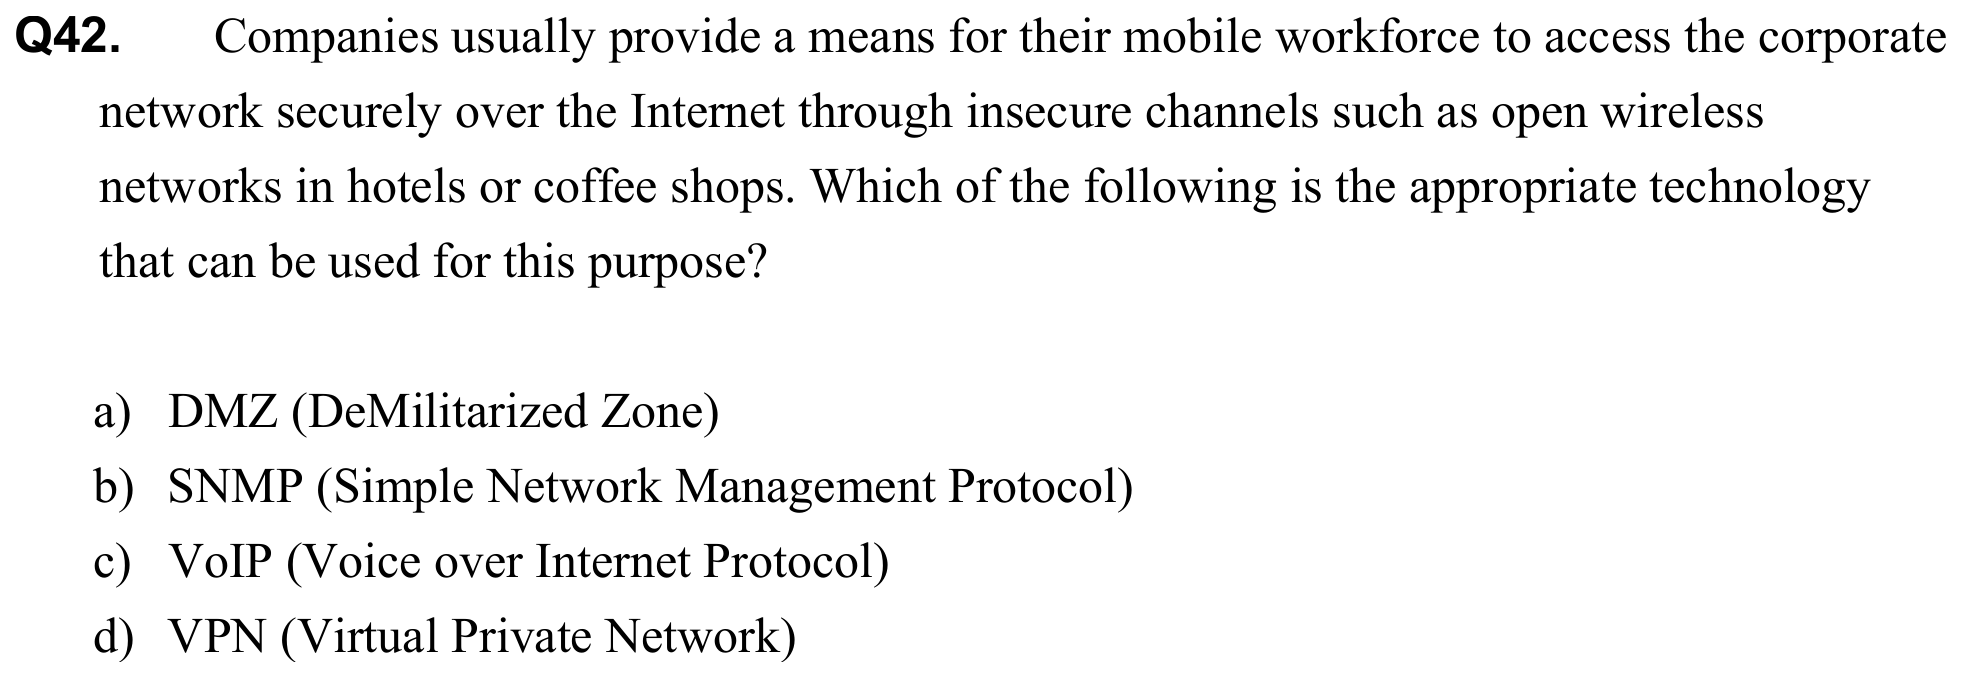 Q42. Companies usually provide a means for their mobile workforce to access the corporate
network securely over the Internet through insecure channels such as open wireless
networks in hotels or coffee shops. Which of the following is the appropriate technology
that can be used for this purpose?
a) DMZ (DeMilitarized Zone)
b) SNMP (Simple Network Management Protocol)
c) VoIP (Voice over Internet Protocol)
d) VPN (Virtual Private Network)